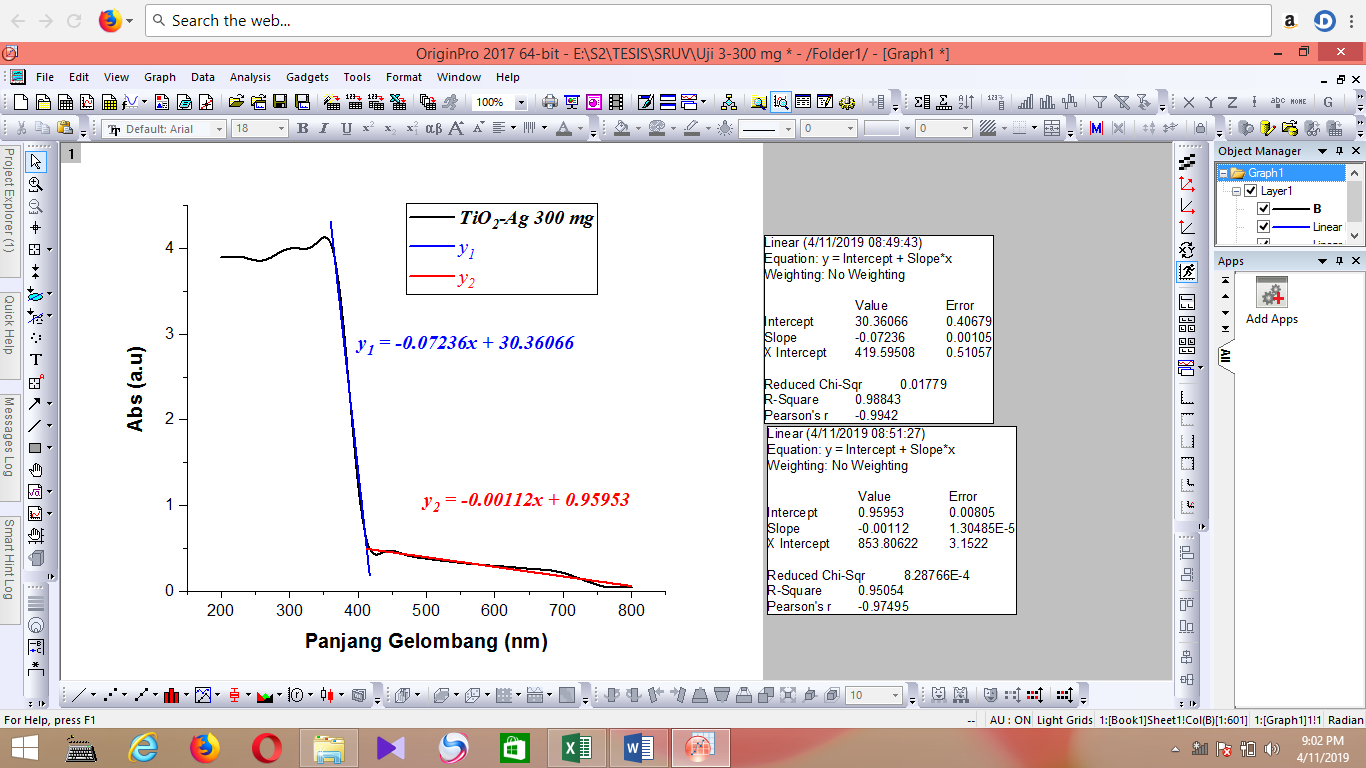 Search the web...
OriginPro 2017 64-bit - E:\S2\TESIS\SRUV\Uji 3-300 mg * - /Folder1/ - [Graph1 *]
File Edit View Graph Data Analysis Gadgets Tools Format Window Help
100%
Default: Arial 18 B I U 0 0
1
Project Explorer (1)
Quick Help
Messages Log
Smart Hint Log
TiO2-Ag 300 mg
y1
y2
y1 = -0.07236x + 30.36066
y2 = -0.00112x + 0.95953
Abs (a.u)
4
3
2
1
0
200 300 400 500 600 700 800
Panjang Gelombang (nm)
Linear (4/11/2019 08:49:43)
Equation: y = Intercept + Slope*x
Weighting: No Weighting
Value Error
Intercept 30.36066 0.40679
Slope -0.07236 0.00105
X Intercept 419.59508 0.51057
Reduced Chi-Sqr 0.01779
R-Square 0.98843
Pearson's r -0.9942
Linear (4/11/2019 08:51:27)
Equation: y = Intercept + Slope*x
Weighting: No Weighting
Value Error
Intercept 0.95953 0.00805
Slope -0.00112 1.30485E-5
X Intercept 853.80622 3.1522
Reduced Chi-Sqr 8.28766E-4
R-Square 0.95054
Pearson's r -0.97495
Object Manager
Graph1
Layer1
B
Linear
Apps
Add Apps
All
10
For Help, press F1
-- AU : ON Light Grids 1:[Book1]Sheet1!Col(B)[1:601] 1:[Graph1]1!1 Radian
9:02 PM
4/11/2019